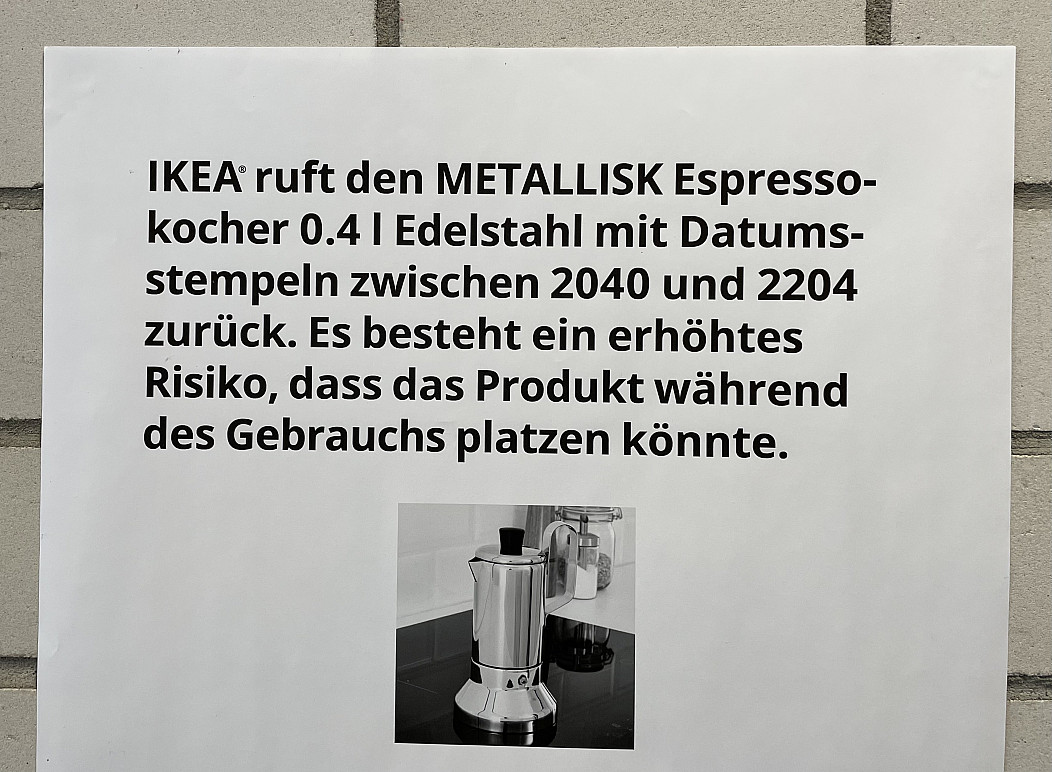 IKEA® ruft den METALLISK Espresso-
kocher 0.4 l Edelstahl mit Datums-
stempeln zwischen 2040 und 2204
zurück. Es besteht ein erhöhtes
Risiko, dass das Produkt während
des Gebrauchs platzen könnte.